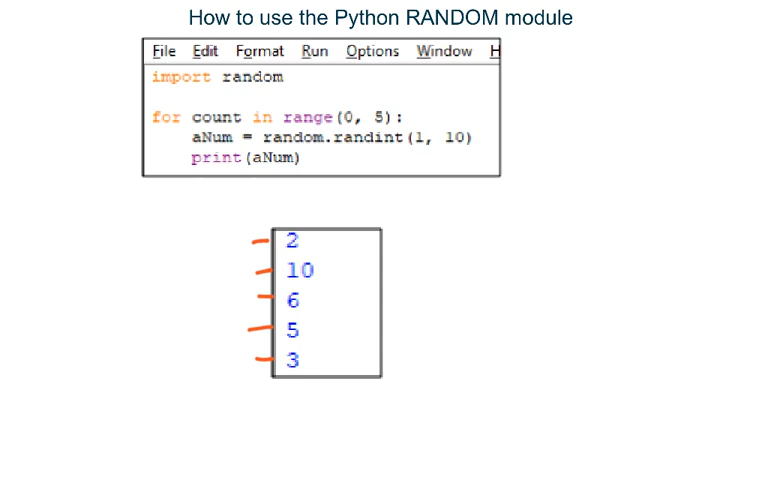 How to use the Python RANDOM module
File Edit Format Run Options Window H
import random
for count in range(0, 5):
    aNum = random.randint(1, 10)
    print(aNum)
2
10
6
5
3